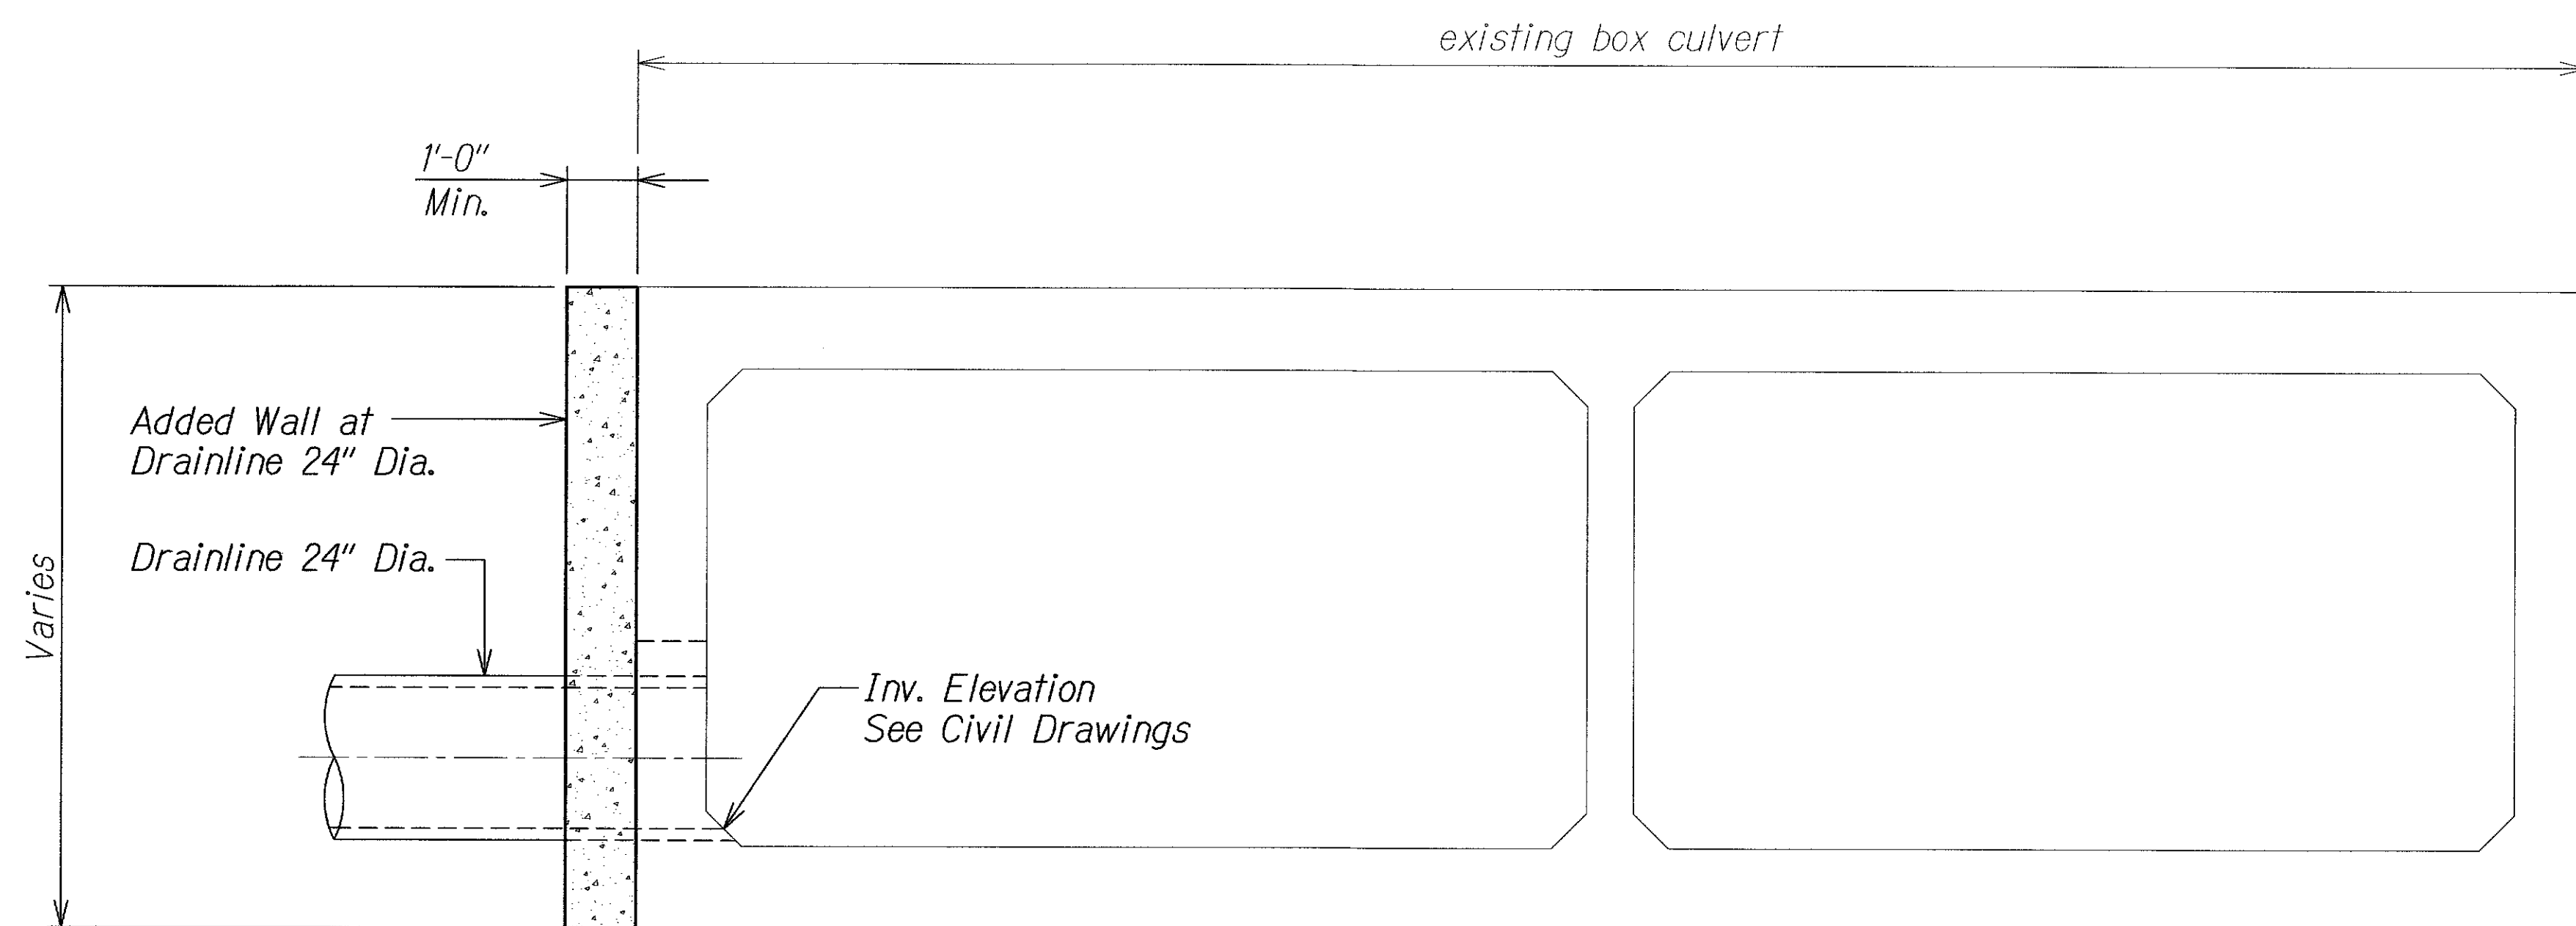 existing box culvert
1'-0"
Min.
Added Wall at
Drainline 24" Dia.
Drainline 24" Dia.
Varies
Inv. Elevation
See Civil Drawings